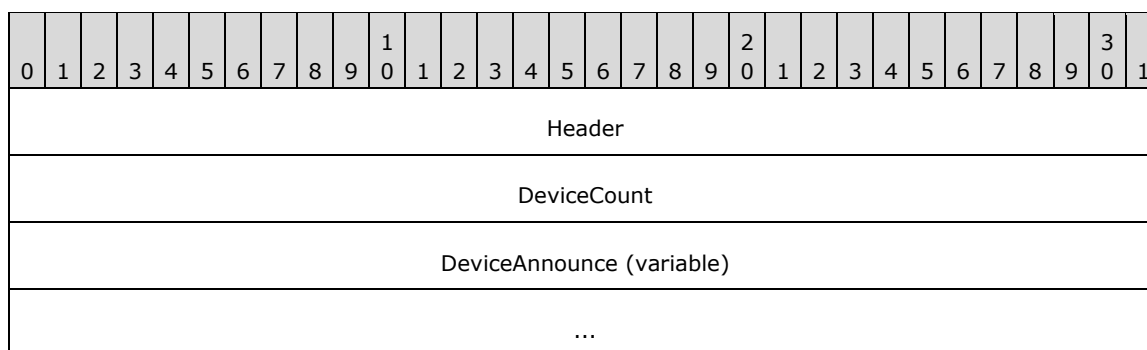 1 2 3
0 1 2 3 4 5 6 7 8 9 0 1 2 3 4 5 6 7 8 9 0 1 2 3 4 5 6 7 8 9 0 1
Header
DeviceCount
DeviceAnnounce (variable)
...